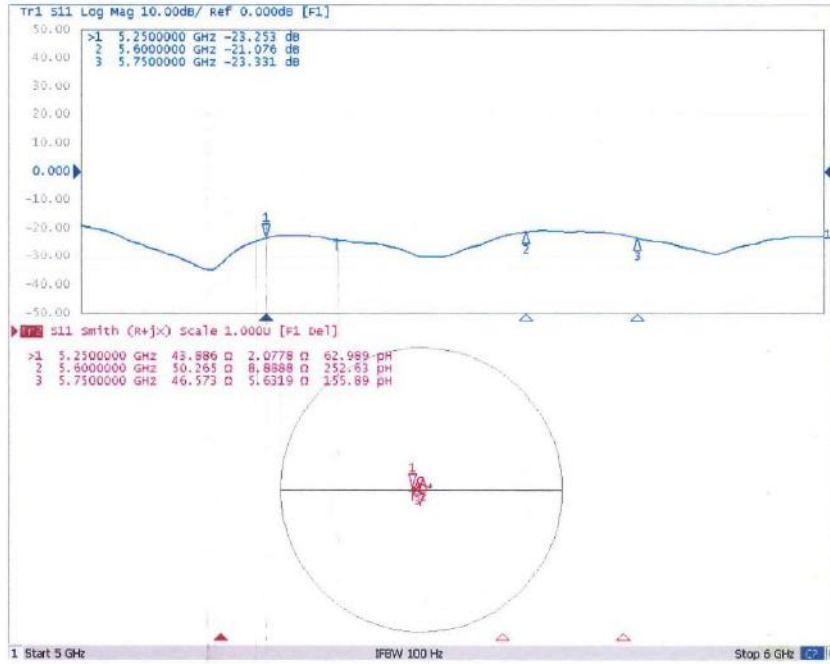 Tr1 S11 Log Mag 10.00dB/ Ref 0.000dB [F1]
50.00
>1 5.2500000 GHz -23.253 dB
2 5.6000000 GHz -21.076 dB
3 5.7500000 GHz -23.331 dB
40.00
30.00
20.00
10.00
0.000
-10.00
-20.00
-30.00
-40.00
-50.00
1
1
2
3
1
Tr2 S11 Smith (R+jX) Scale 1.000U [F1 Del]
>1 5.2500000 GHz 43.886 Ω 2.0778 Ω 62.989 pH
2 5.6000000 GHz 50.265 Ω 8.8888 Ω 252.63 pH
3 5.7500000 GHz 46.573 Ω 5.6319 Ω 155.89 pH
1
1 Start 5 GHz IFBW 100 Hz Stop 6 GHz